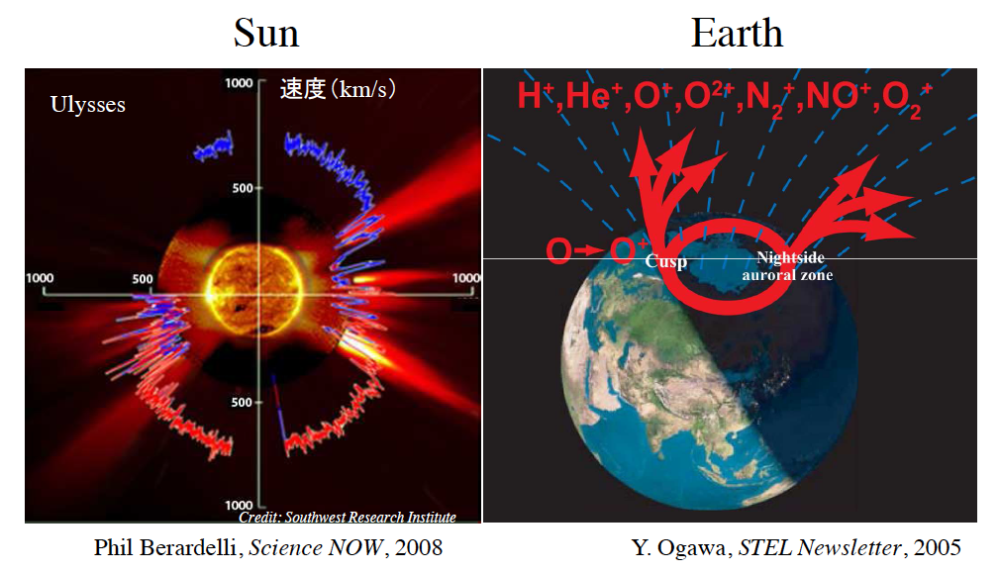 Sun
Earth
Ulysses
1000
速度(km/s)
500
1000
500
1000
500
1000
Credit: Southwest Research Institute
H⁺,He⁺,O⁺,O²⁺,N₂⁺,NO⁺,O₂⁺
O→O⁺
Cusp
Nightside
auroral zone
Phil Berardelli, Science NOW, 2008
Y. Ogawa, STEL Newsletter, 2005